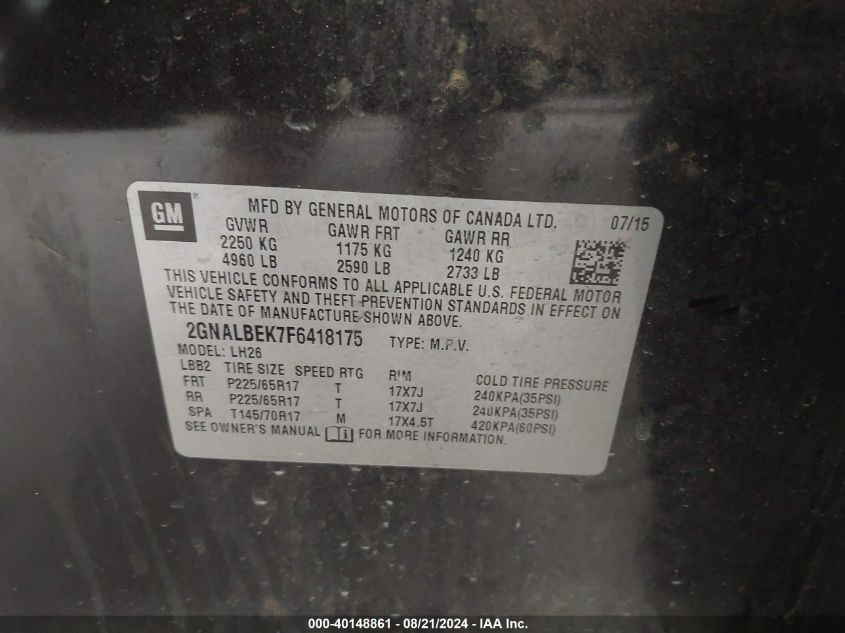 GM ®
MFD BY GENERAL MOTORS OF CANADA LTD. 07/15
GVWR GAWR FRT GAWR RR
2250 KG 1175 KG 1240 KG
4960 LB 2590 LB 2733 LB
THIS VEHICLE CONFORMS TO ALL APPLICABLE U.S. FEDERAL MOTOR
VEHICLE SAFETY AND THEFT PREVENTION STANDARDS IN EFFECT ON
THE DATE OF MANUFACTURE SHOWN ABOVE.
2GNALBEK7F6418175 TYPE: M.P.V.
MODEL: LH26
LBB2 TIRE SIZE SPEED RTG RIM COLD TIRE PRESSURE
FRT P225/65R17 T 17X7J 240KPA(35PSI)
RR P225/65R17 T 17X7J 240KPA(35PSI)
SPA T145/70R17 M 17X4.5T 420KPA(60PSI)
SEE OWNER'S MANUAL FOR MORE INFORMATION.
000-40148861 - 08/21/2024 - IAA Inc.